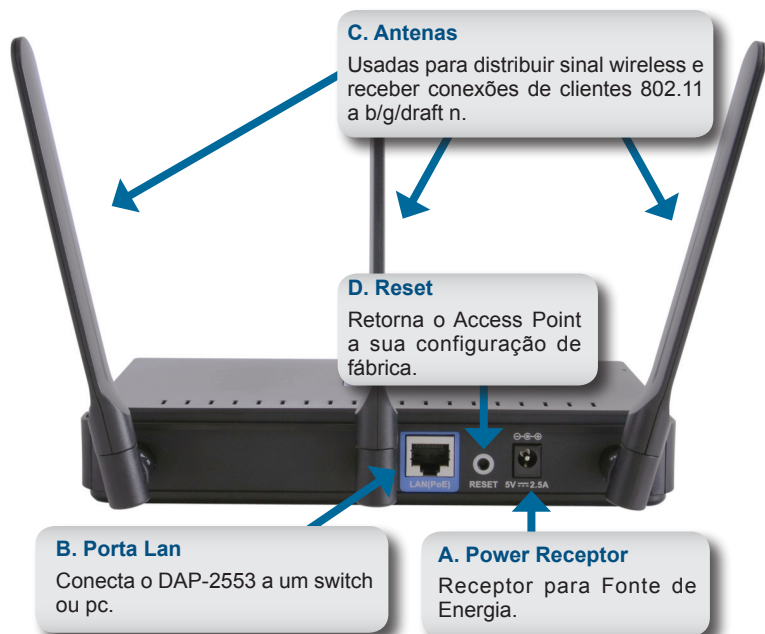 C. Antenas
Usadas para distribuir sinal wireless e
receber conexões de clientes 802.11
a b/g/draft n.
D. Reset
Retorna o Access Point
a sua configuração de
fábrica.
LAN(PoE)
RESET
5V⎓2.5A
B. Porta Lan
Conecta o DAP-2553 a um switch
ou pc.
A. Power Receptor
Receptor para Fonte de
Energia.